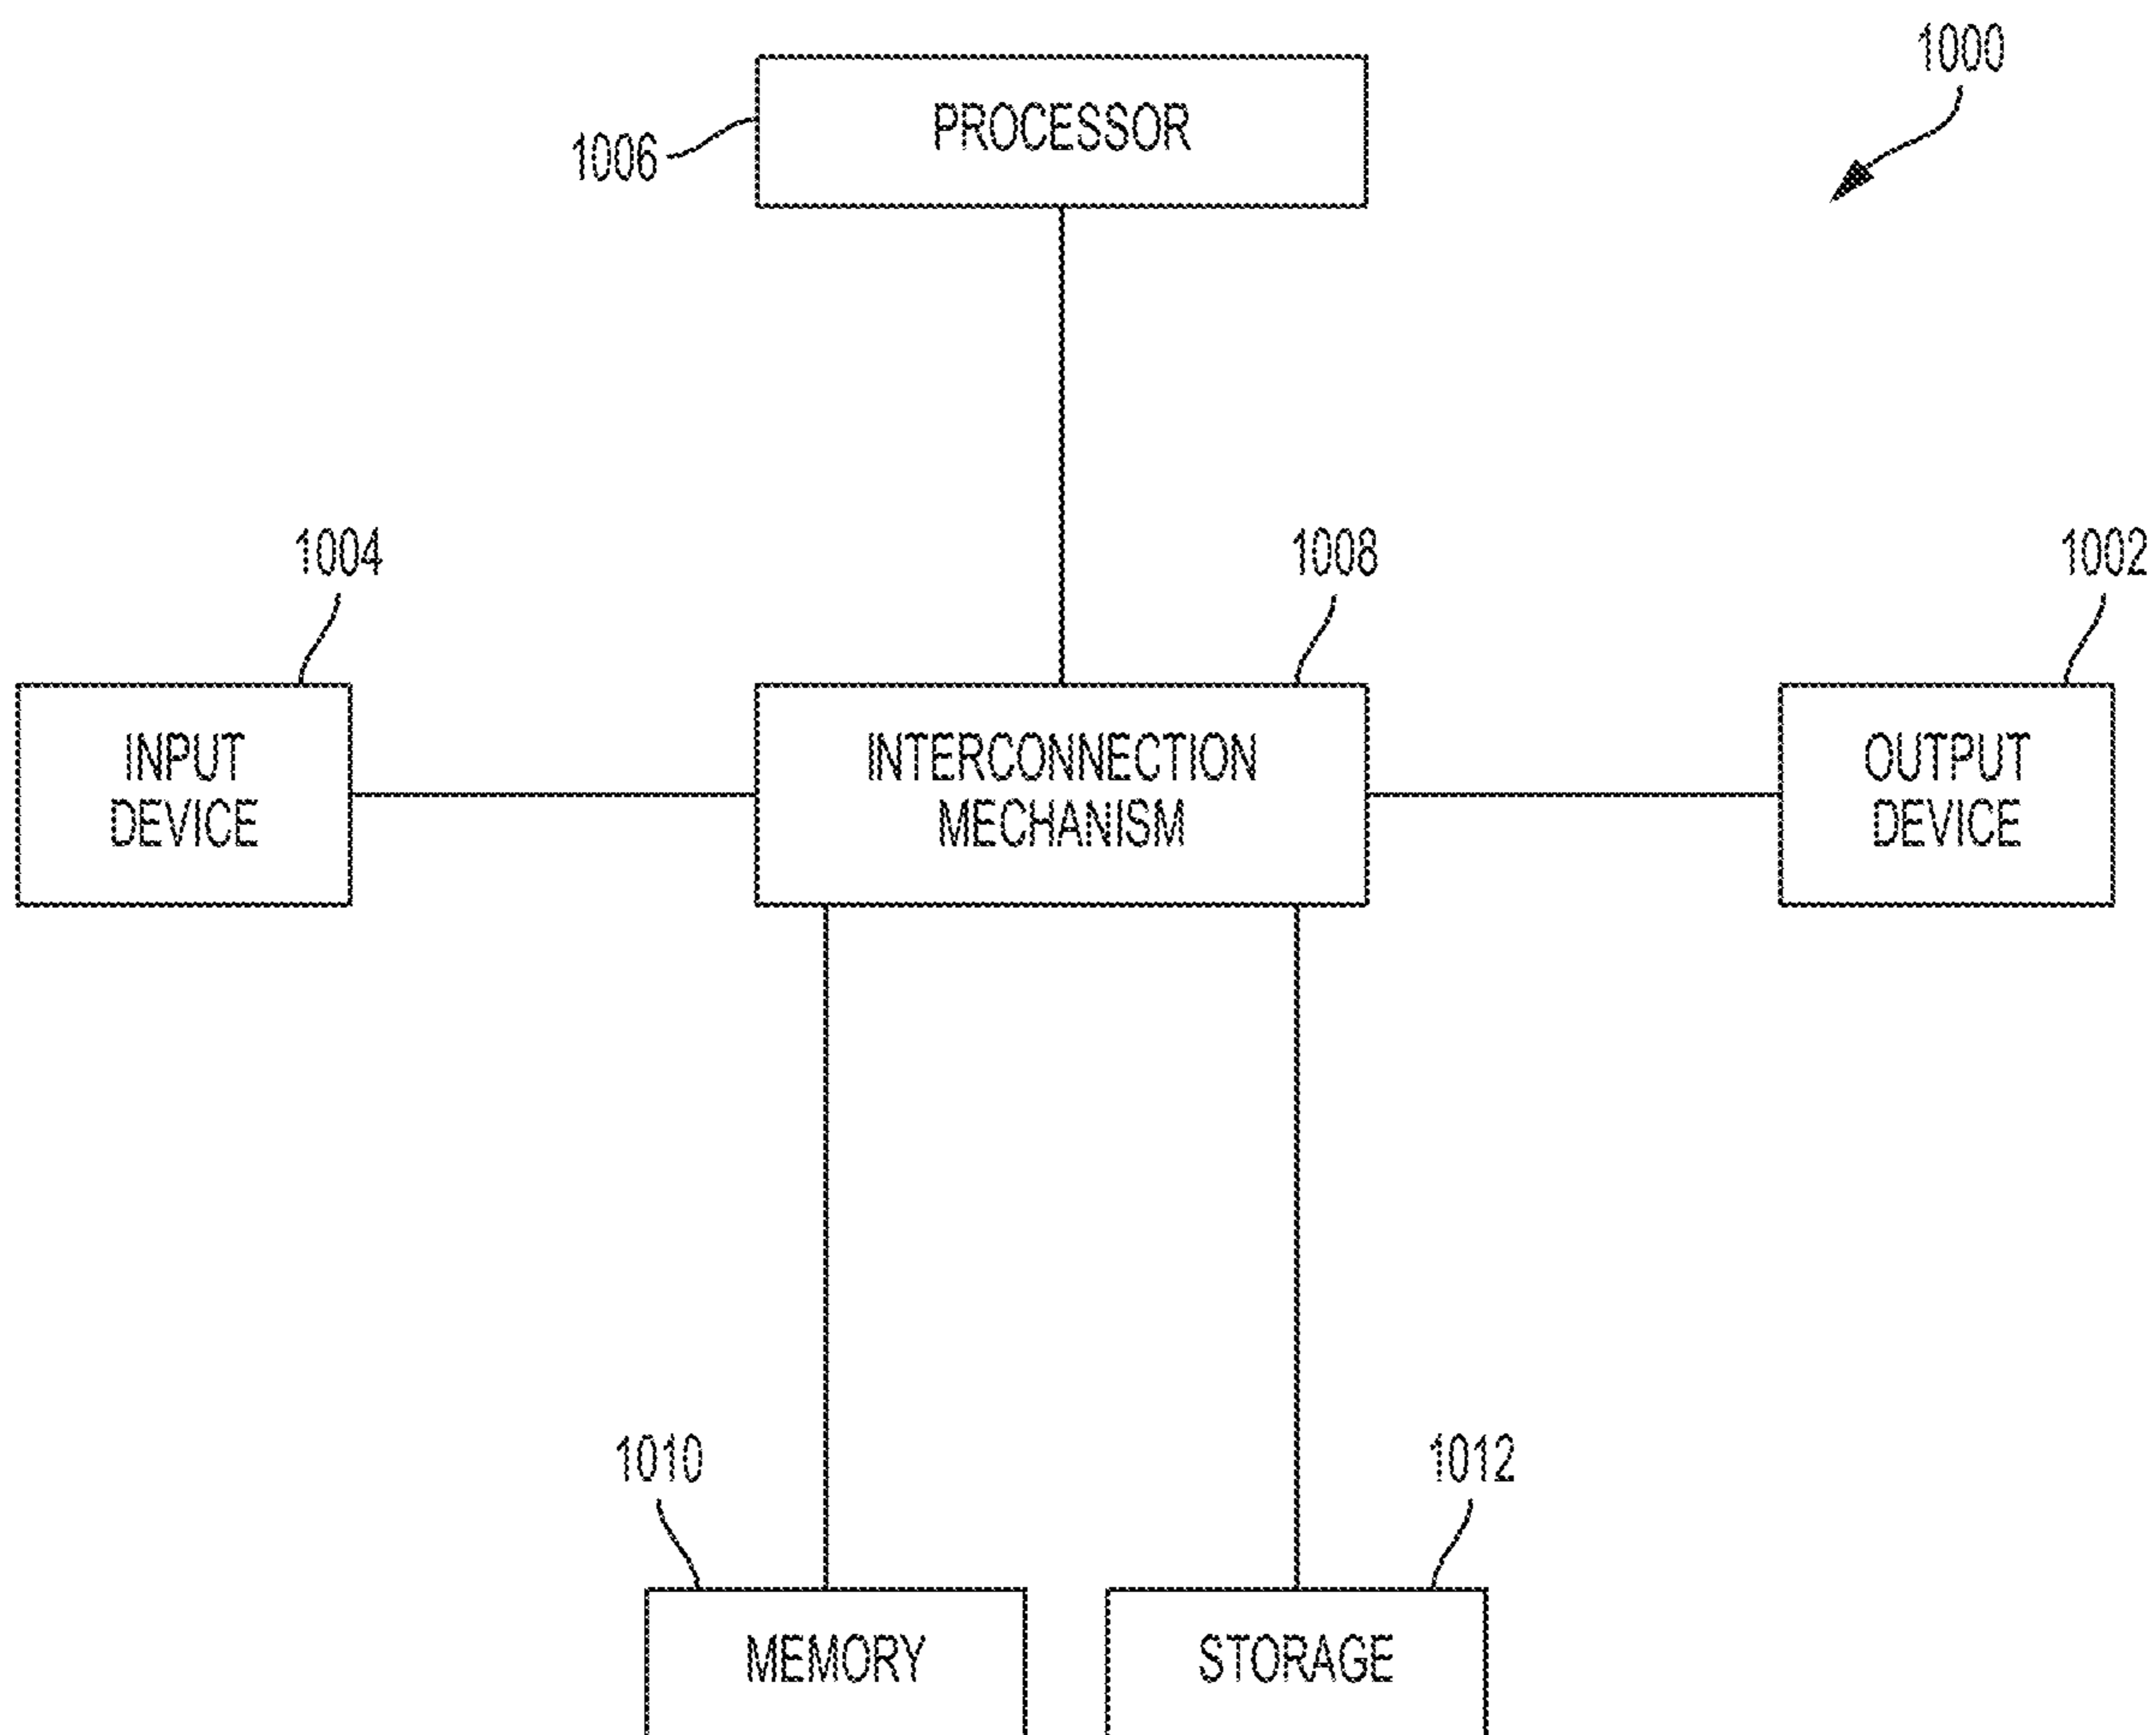 1000
PROCESSOR
1006
1004
1008
1002
INPUT
DEVICE
INTERCONNECTION
MECHANISM
OUTPUT
DEVICE
1010
1012
MEMORY
STORAGE